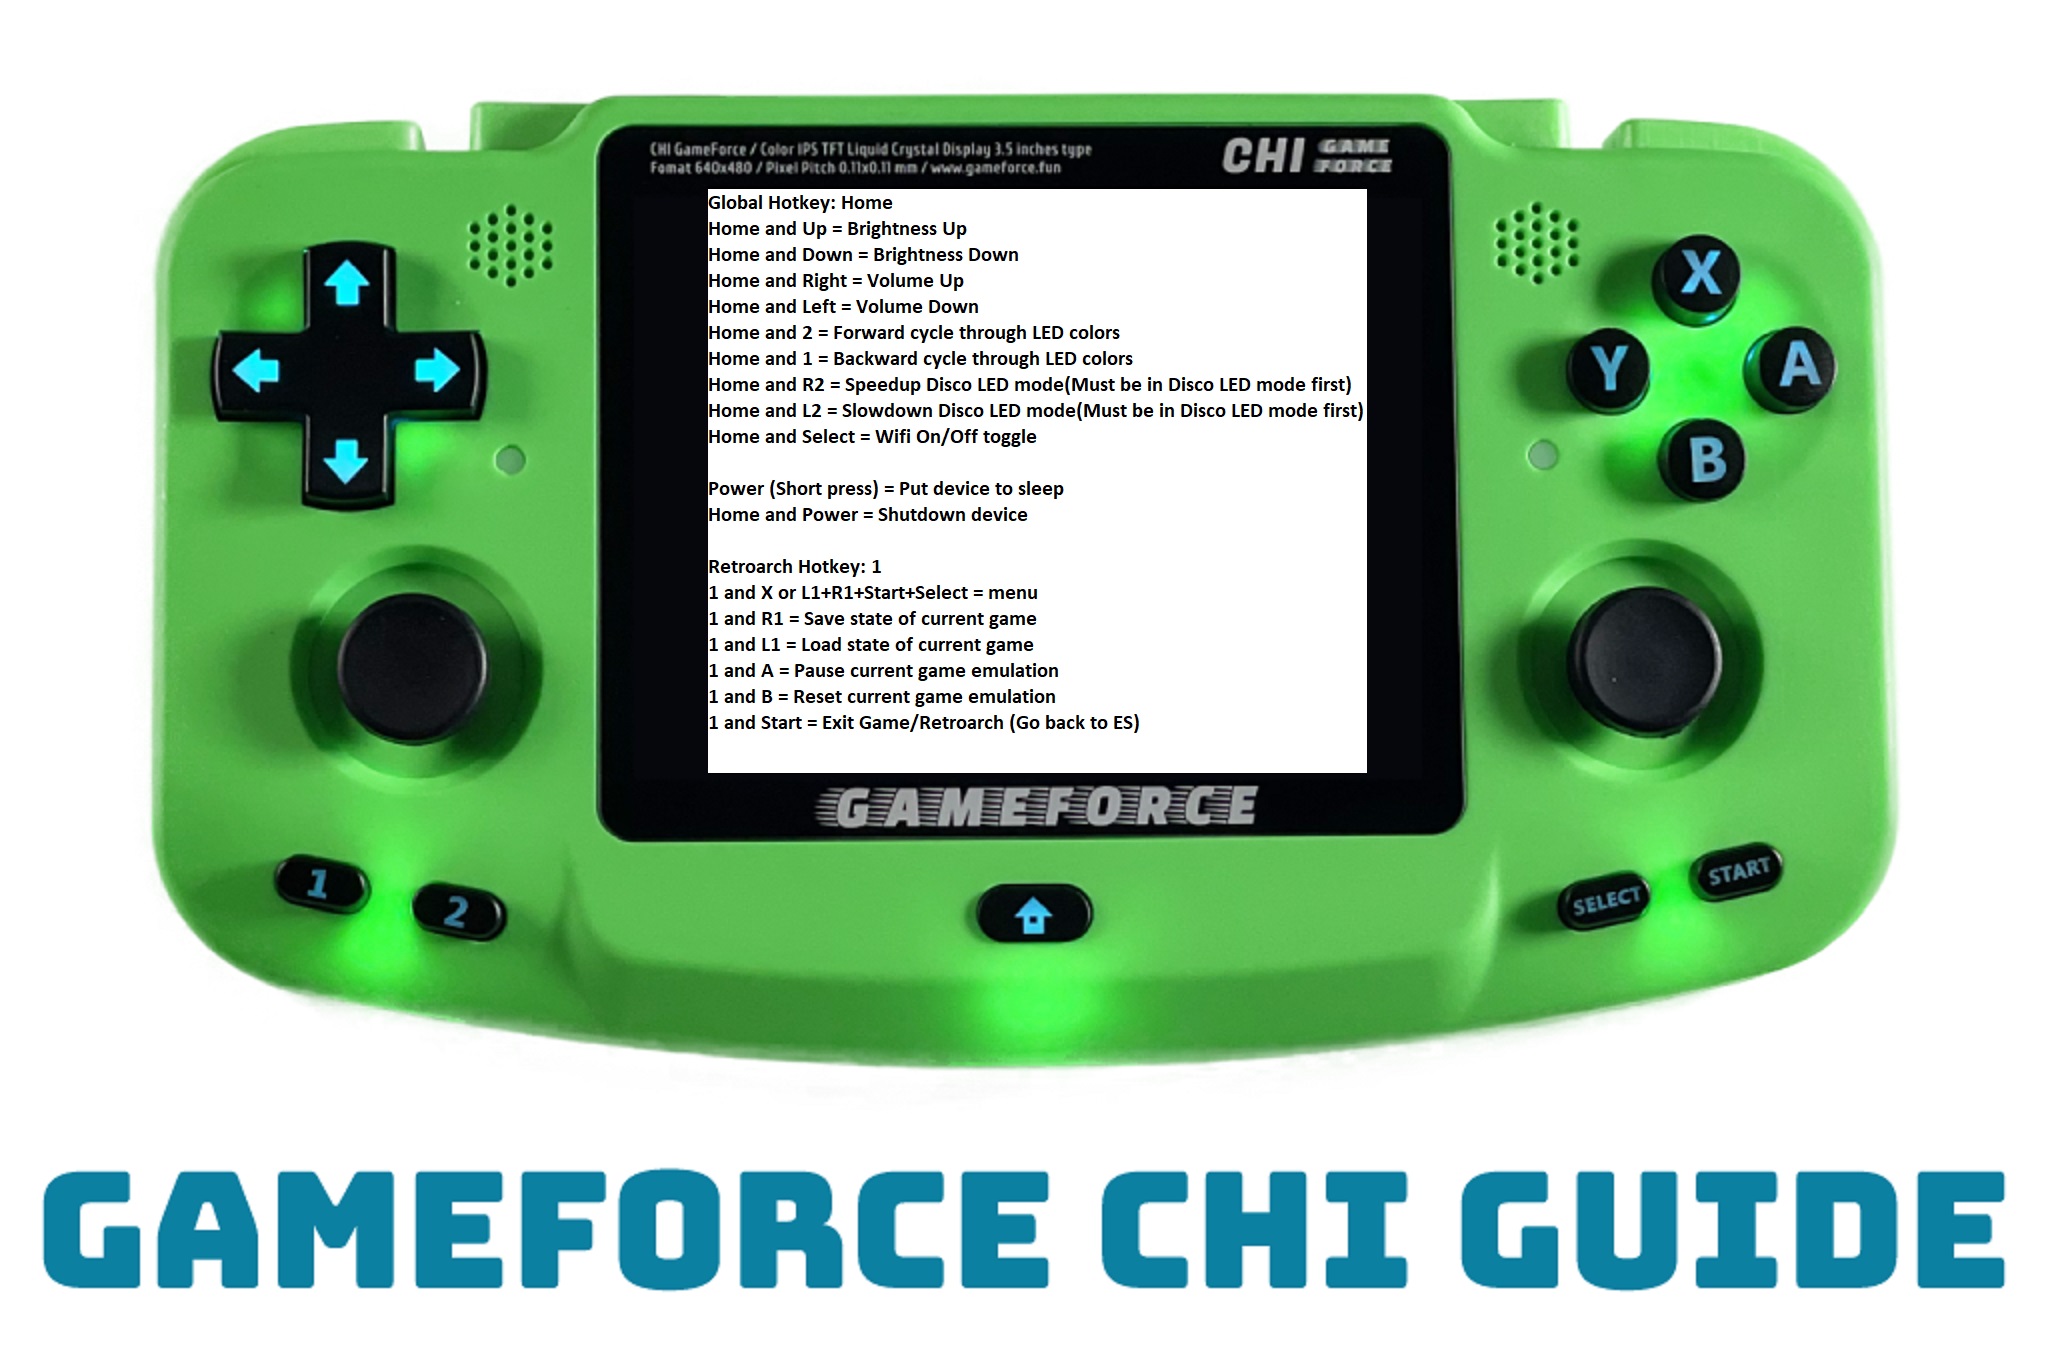 CHI GameForce / Color IPS TFT Liquid Crystal Display 3.5 inches type
Fomat 640x480 / Pixel Pitch 0.11x0.11 mm / www.gameforce.fun
CHI GAME FORCE
Global Hotkey: Home
Home and Up = Brightness Up
Home and Down = Brightness Down
Home and Right = Volume Up
Home and Left = Volume Down
Home and 2 = Forward cycle through LED colors
Home and 1 = Backward cycle through LED colors
Home and R2 = Speedup Disco LED mode(Must be in Disco LED mode first)
Home and L2 = Slowdown Disco LED mode(Must be in Disco LED mode first)
Home and Select = Wifi On/Off toggle
Power (Short press) = Put device to sleep
Home and Power = Shutdown device
Retroarch Hotkey: 1
1 and X or L1+R1+Start+Select = menu
1 and R1 = Save state of current game
1 and L1 = Load state of current game
1 and A = Pause current game emulation
1 and B = Reset current game emulation
1 and Start = Exit Game/Retroarch (Go back to ES)
GAMEFORCE
X
Y
A
B
1
2
SELECT
START
GAMEFORCE CHI GUIDE